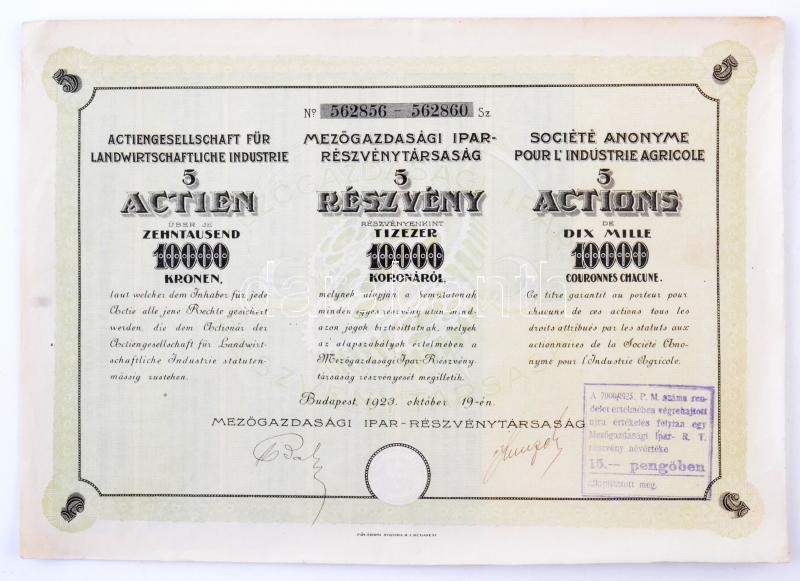 5
5
Nº 562856 - 562860 Sz.
ACTIENGESELLSCHAFT FÜR
LANDWIRTSCHAFTLICHE INDUSTRIE
5
ACTIEN
ÜBER JE
ZEHNTAUSEND
10000
KRONEN,
laut welcher dem Inhaber für jede
Actie alle jene Rechte gesichert
werden, die dem Actionär der
Actiengesellschaft für Landwirt-
schaftliche Industrie statuten-
mässig zustehen.
MEZŐGAZDASÁGI IPAR-
RÉSZVÉNYTÁRSASÁG
5
RÉSZVÉNY
RÉSZVÉNYENKINT
TIZEZER
10000
KORONÁRÓL,
melynek alapján a bemutatónak
minden egyes részvény után mind-
azon jogok biztosittatnak, melyek
az alapszabályok értelmében a
Mezőgazdasági Ipar-Részvény-
társaság részvényesét megilletik.
SOCIÉTÉ ANONYME
POUR L'INDUSTRIE AGRICOLE
5
ACTIONS
DE
DIX MILLE
10000
COURONNES CHACUNE.
Ce titre garantit au porteur pour
chacune de ces actions tous les
droits attribués par les statuts aux
actionnaires de la Société Ano-
nyme pour l'Industrie Agricole.
Budapest, 1923. október 19-én.
MEZŐGAZDASÁGI IPAR-RÉSZVÉNYTÁRSASÁG
A 7000/1925. P. M. számu ren-
delet értelmében végrehajtott
ujra értékelés folytán egy
Mezőgazdasági Ipar- R. T.
részvény névértéke
15.— pengőben
állapittatott meg.
5
5
darabanth